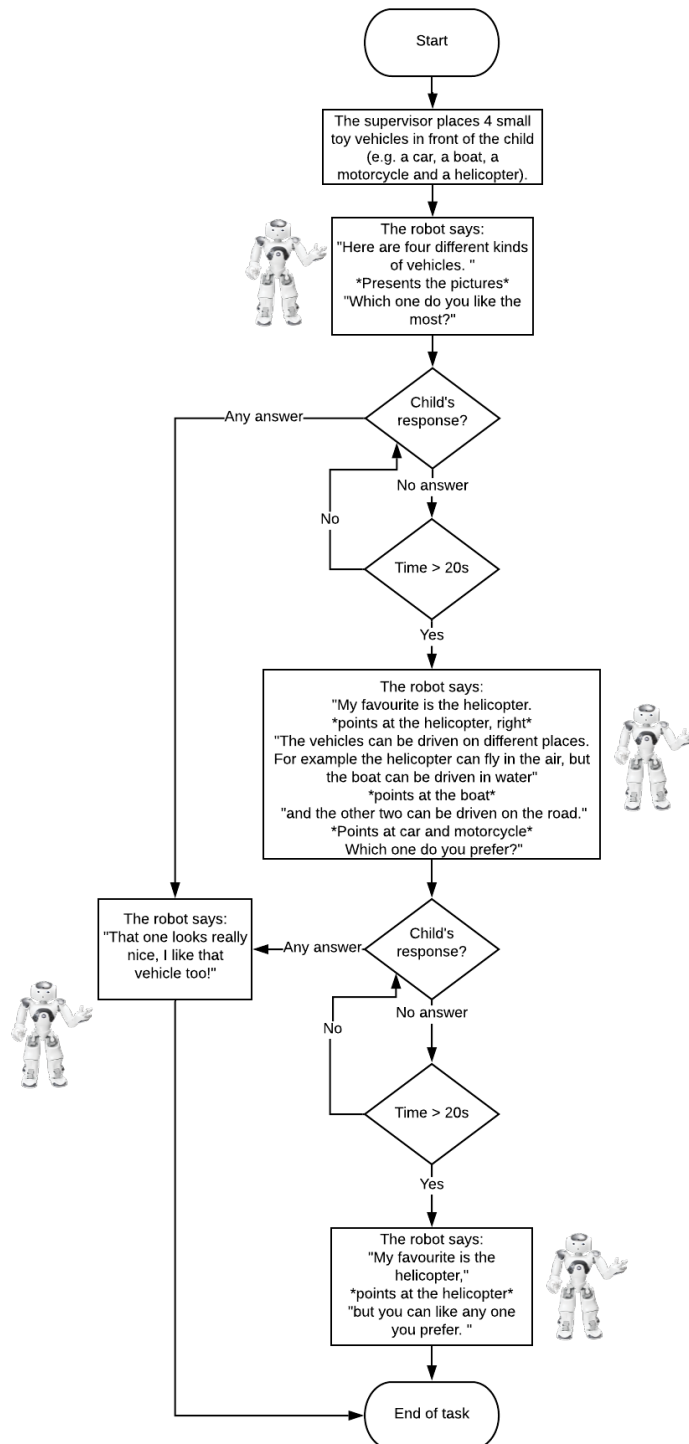 Start
The supervisor places 4 small
toy vehicles in front of the child
(e.g. a car, a boat, a
motorcycle and a helicopter).
The robot says:
"Here are four different kinds
of vehicles. "
*Presents the pictures*
"Which one do you like the
most?"
Child's
response?
Any answer
No answer
No
Time > 20s
Yes
The robot says:
"My favourite is the helicopter.
*points at the helicopter, right*
"The vehicles can be driven on different places.
For example the helicopter can fly in the air, but
the boat can be driven in water"
*points at the boat*
"and the other two can be driven on the road."
*Points at car and motorcycle*
Which one do you prefer?"
The robot says:
"That one looks really
nice, I like that
vehicle too!"
Any answer
Child's
response?
No answer
No
Time > 20s
Yes
The robot says:
"My favourite is the
helicopter,"
*points at the helicopter*
"but you can like any one
you prefer. "
End of task